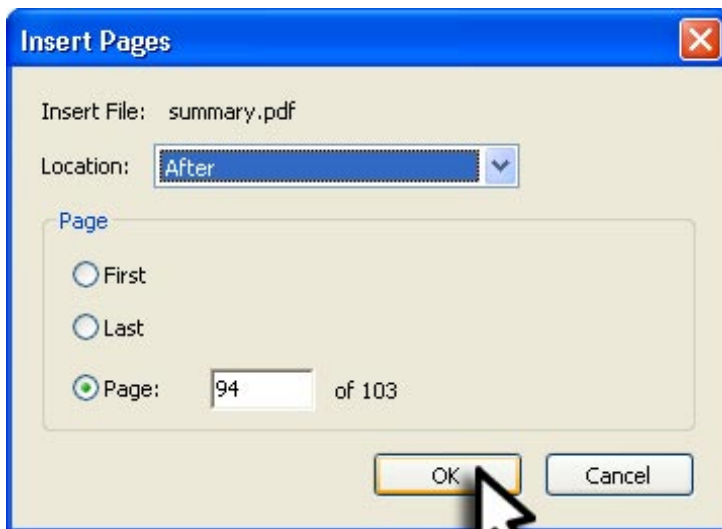 Insert Pages
Insert File: summary.pdf
Location: After
Page
First
Last
Page: 94 of 103
OK Cancel